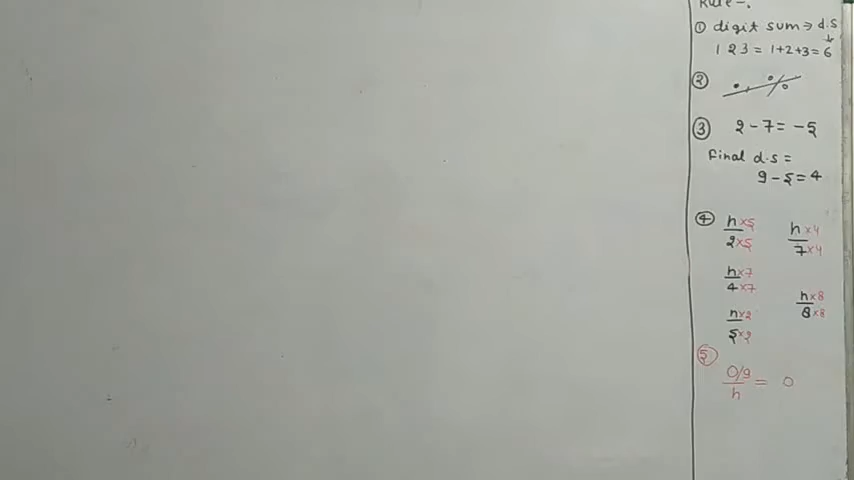 Rule-.
① digit sum ⇒ d.s
↓
1 2 3 = 1+2+3 = 6
② ., %
③ 2 - 7 = -5
Final d.s =
9 - 5 = 4
④ n×5/2×5 n×4/7×4
n×7/4×7 n×8/8×8
n×2/5×2
⑤
0/9/n = 0